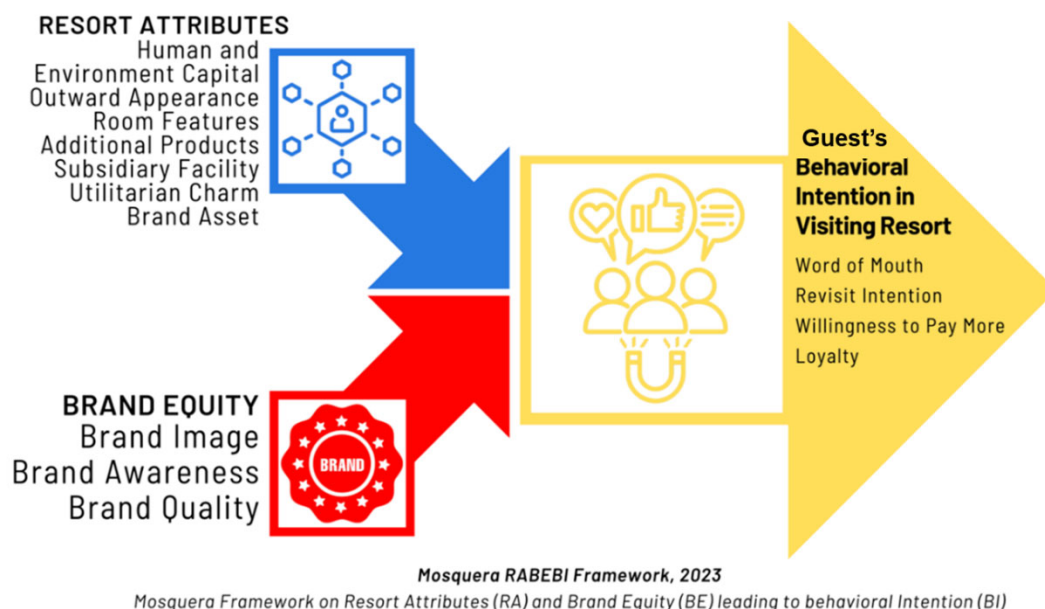 RESORT ATTRIBUTES
Human and
Environment Capital
Outward Appearance
Room Features
Additional Products
Subsidiary Facility
Utilitarian Charm
Brand Asset
BRAND EQUITY
Brand Image
Brand Awareness
Brand Quality
BRAND
Guest's
Behavioral
Intention in
Visiting Resort
Word of Mouth
Revisit Intention
Willingness to Pay More
Loyalty
Mosquera RABEBI Framework, 2023
Mosquera Framework on Resort Attributes (RA) and Brand Equity (BE) leading to behavioral Intention (BI)